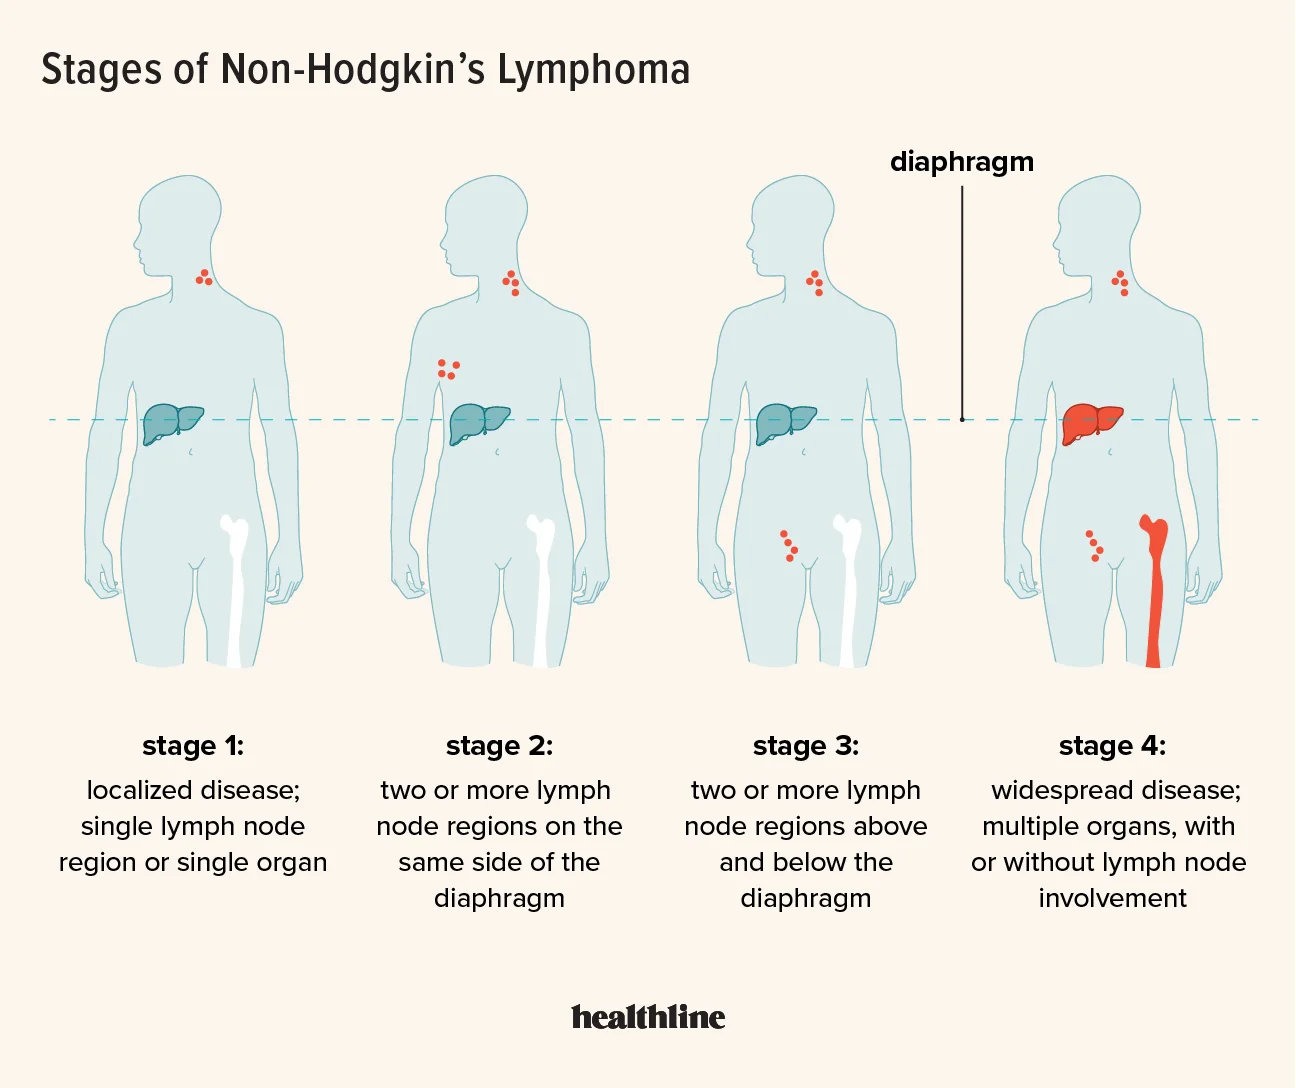 Stages of Non-Hodgkin’s Lymphoma
diaphragm
stage 1:
localized disease;
single lymph node
region or single organ
stage 2:
two or more lymph
node regions on the
same side of the
diaphragm
stage 3:
two or more lymph
node regions above
and below the
diaphragm
stage 4:
widespread disease;
multiple organs, with
or without lymph node
involvement
healthline